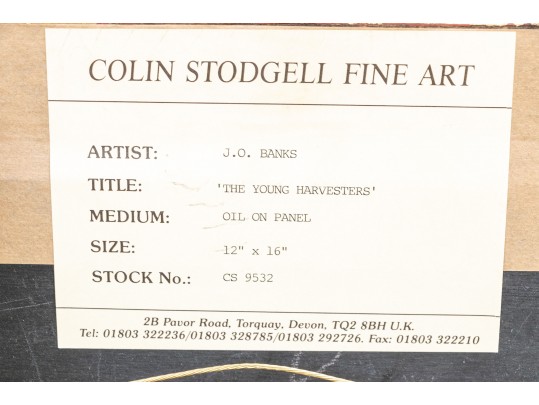 COLIN STODGELL FINE ART
ARTIST: J.O. BANKS
TITLE: 'THE YOUNG HARVESTERS'
MEDIUM: OIL ON PANEL
SIZE: 12" x 16"
STOCK No.: CS 9532
2B Pavor Road, Torquay, Devon, TQ2 8BH U.K.
Tel: 01803 322236/01803 328785/01803 292726. Fax: 01803 322210